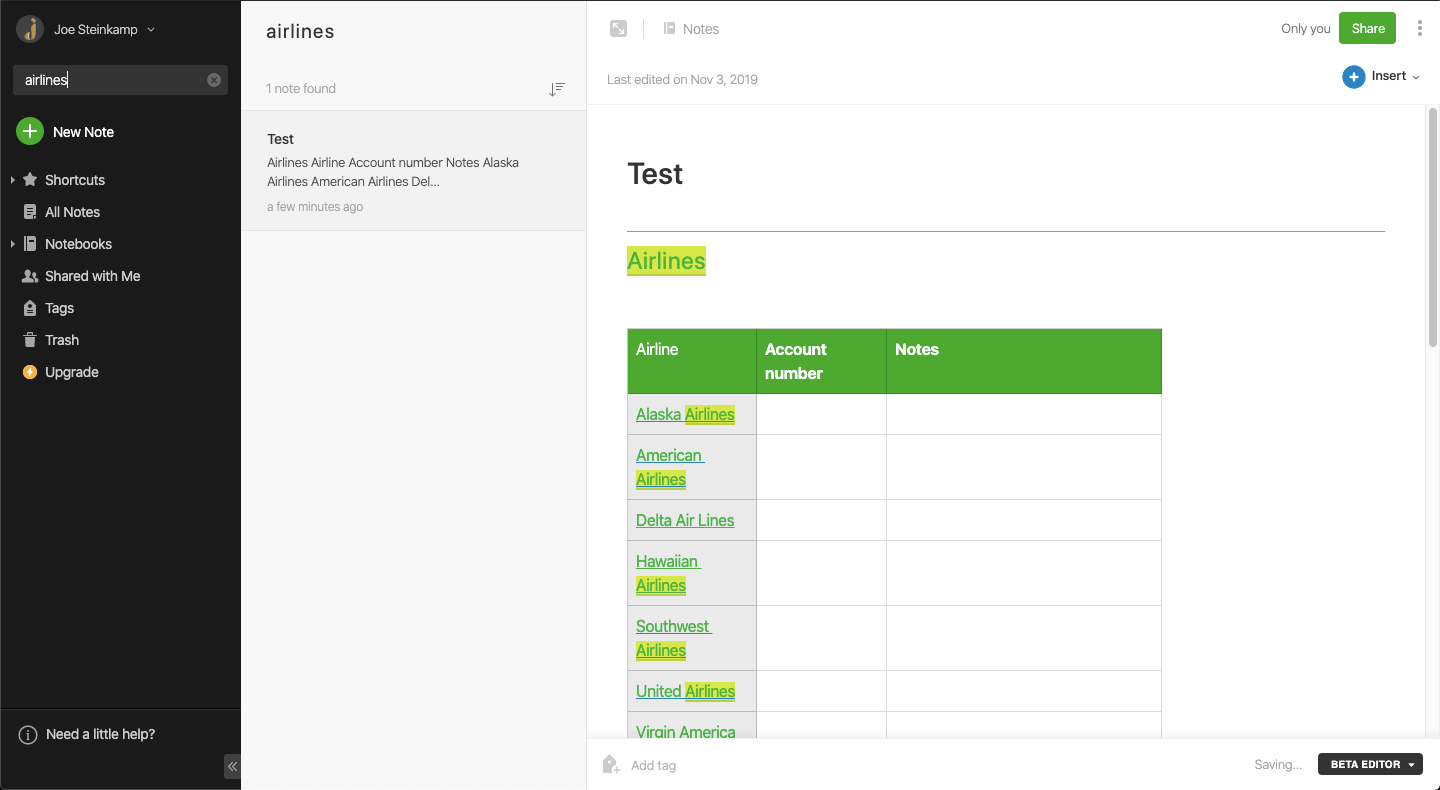 Joe Steinkamp
airlines
New Note
Shortcuts
All Notes
Notebooks
Shared with Me
Tags
Trash
Upgrade
Need a little help?
airlines
1 note found
Test
Airlines Airline Account number Notes Alaska
Airlines American Airlines Del...
a few minutes ago
Notes
Only you
Share
Last edited on Nov 3, 2019
Insert
Test
Airlines
Airline
Account
number
Notes
Alaska Airlines
American
Airlines
Delta Air Lines
Hawaiian
Airlines
Southwest
Airlines
United Airlines
Virgin America
Add tag
Saving...
BETA EDITOR